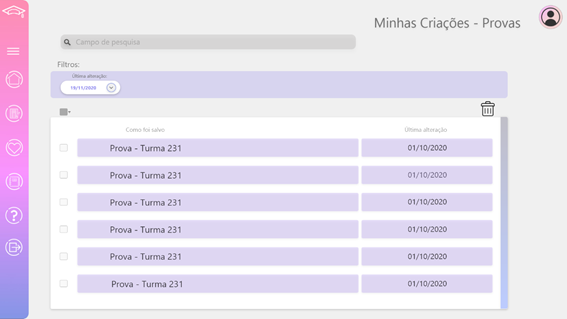 Minhas Criações - Provas
Campo de pesquisa
Filtros:
Última alteração:
10/11/2020
Como foi salvo
Última alteração
Prova - Turma 231
01/10/2020
Prova - Turma 231
01/10/2020
Prova - Turma 231
01/10/2020
Prova - Turma 231
01/10/2020
Prova - Turma 231
01/10/2020
Prova - Turma 231
01/10/2020